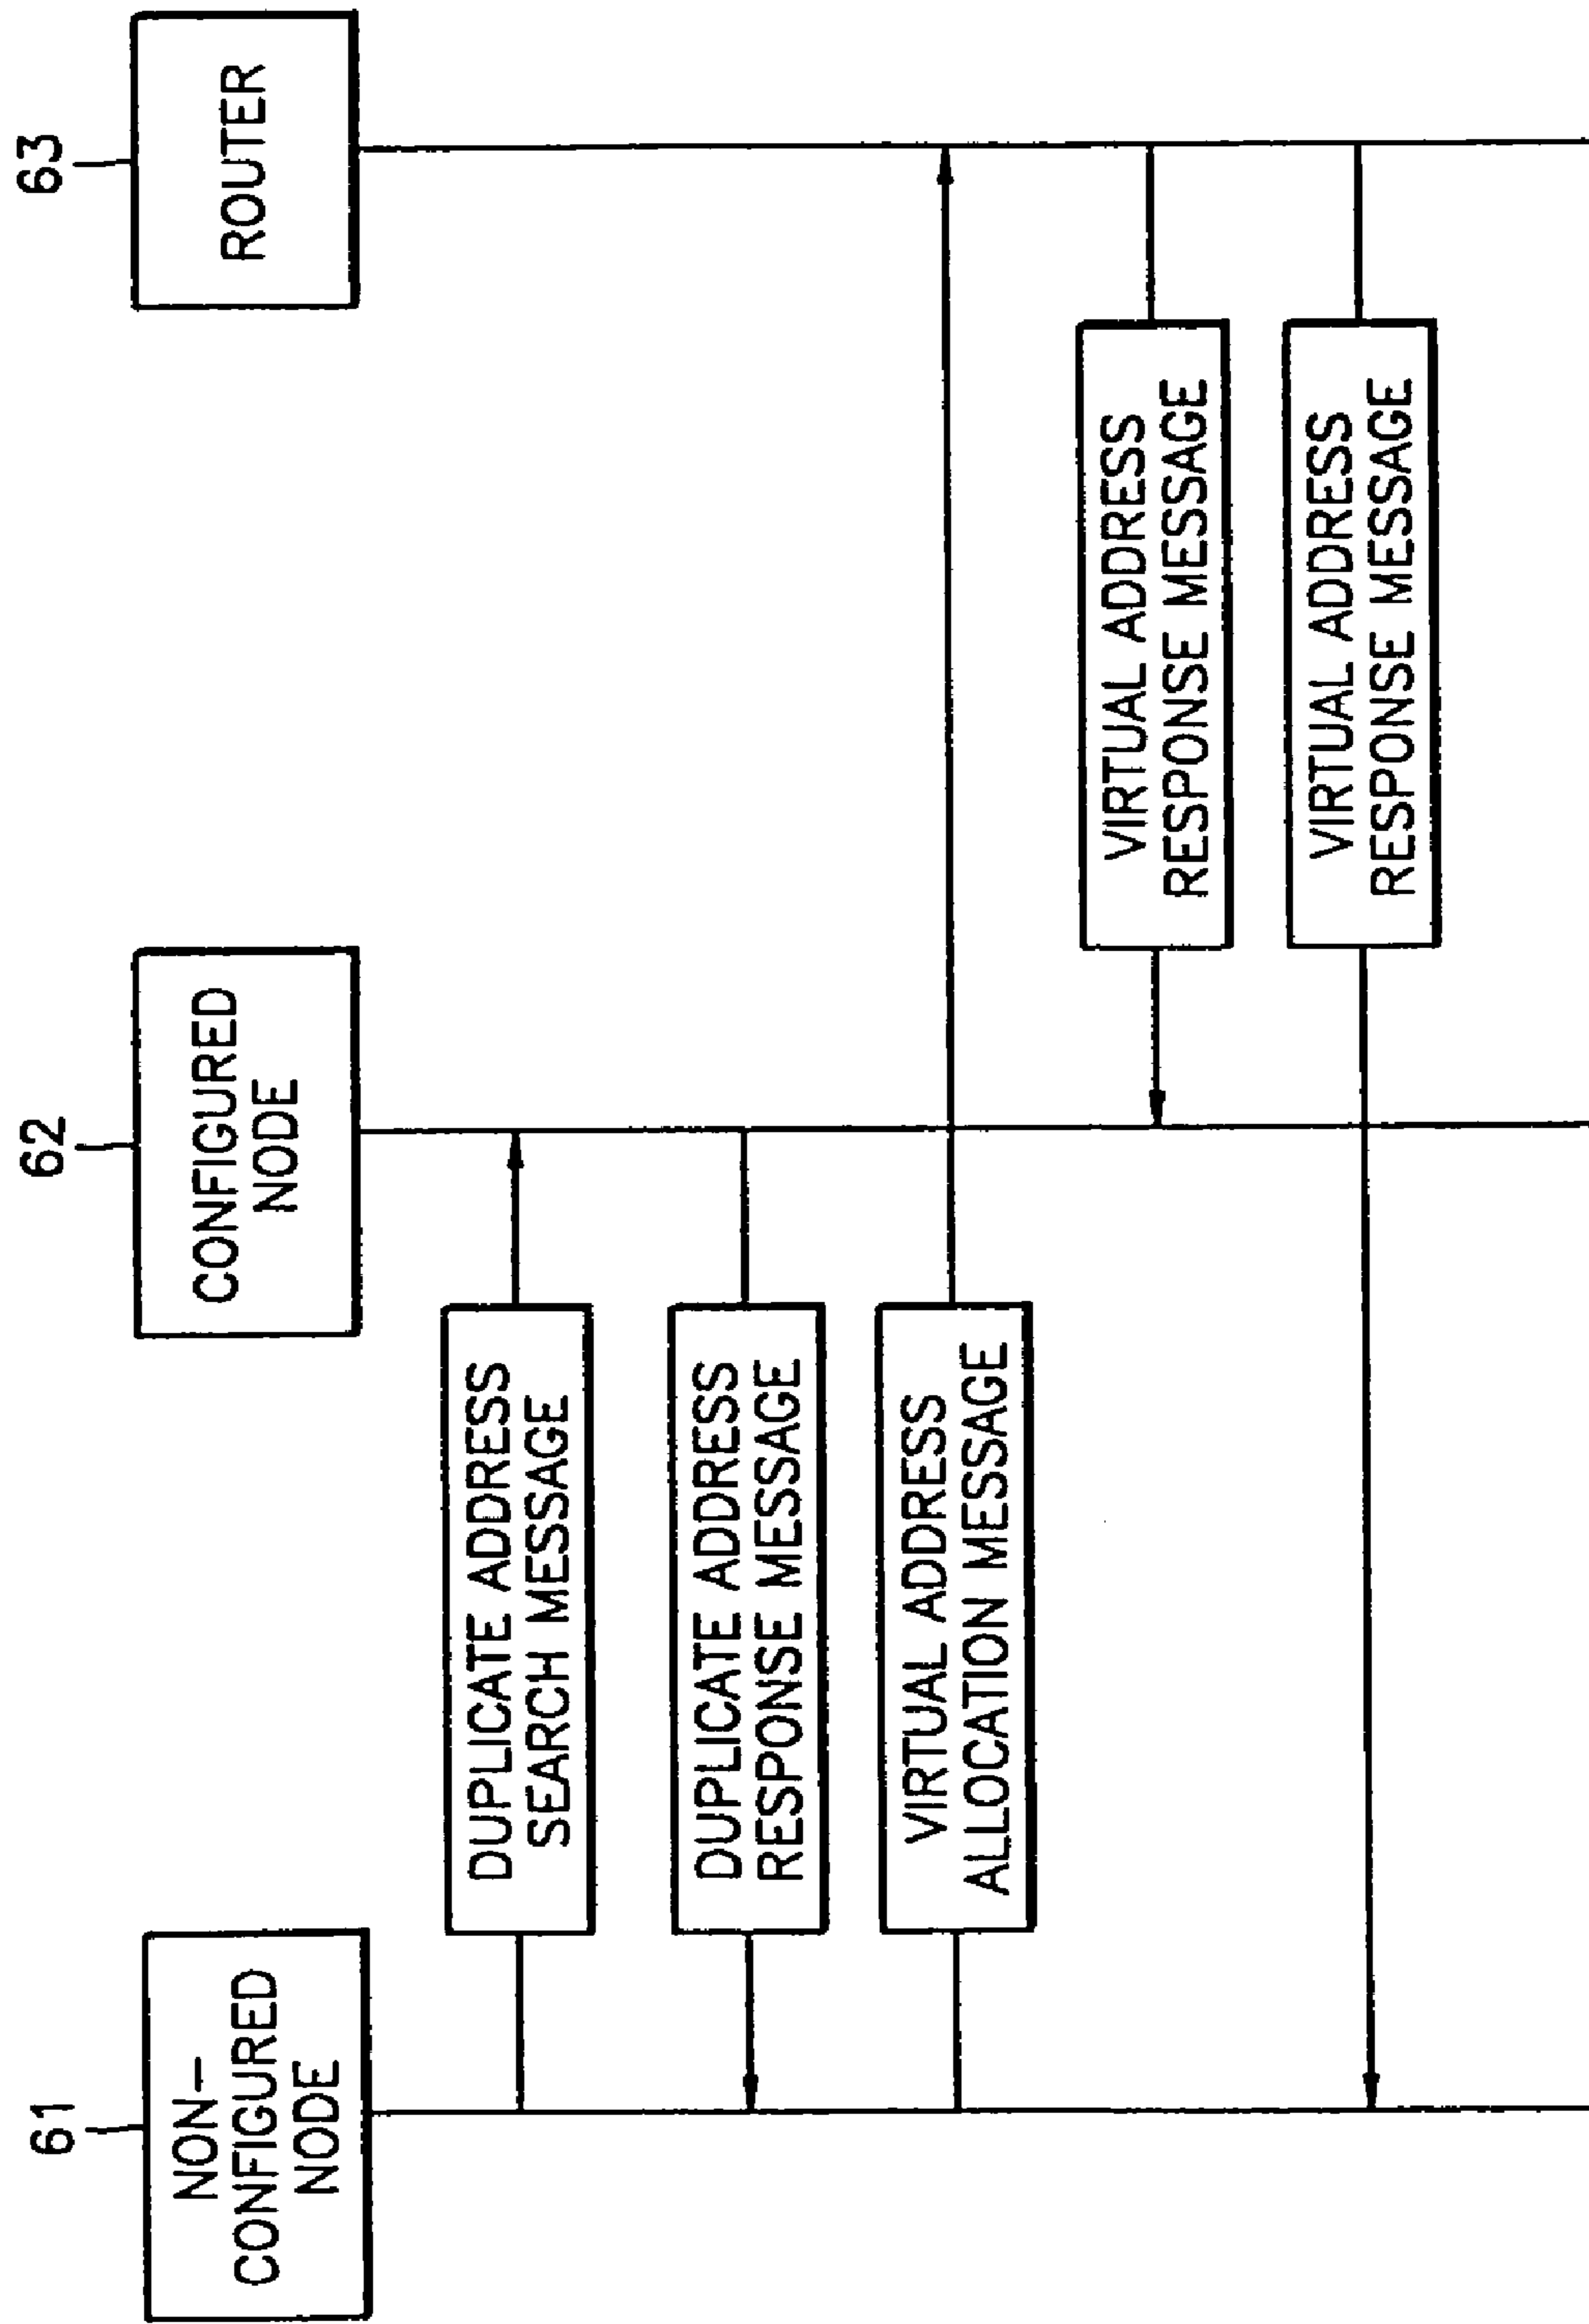 61
NON-
CONFIGURED
NODE
62
CONFIGURED
NODE
63
ROUTER
DUPLICATE ADDRESS
SEARCH MESSAGE
DUPLICATE ADDRESS
RESPONSE MESSAGE
VIRTUAL ADDRESS
ALLOCATION MESSAGE
VIRTUAL ADDRESS
RESPONSE MESSAGE
VIRTUAL ADDRESS
RESPONSE MESSAGE